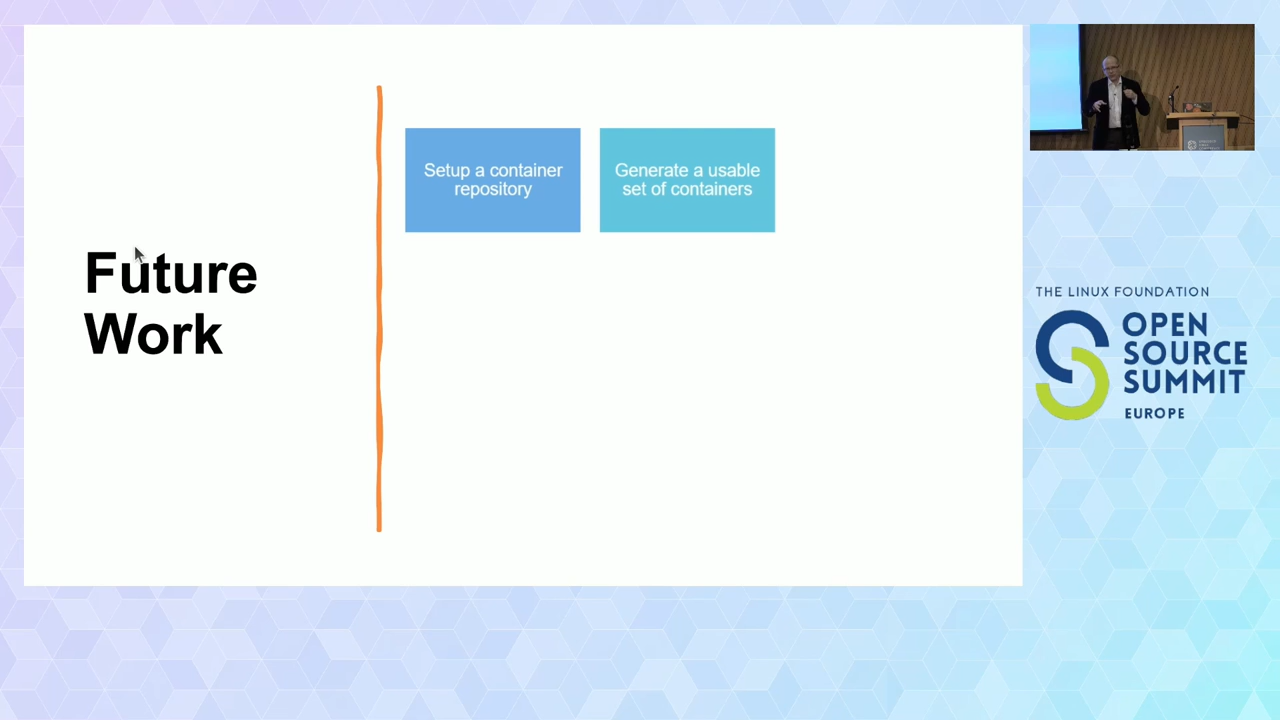 Future
Work
Setup a container
repository
Generate a usable
set of containers
THE LINUX FOUNDATION
OPEN
SOURCE
SUMMIT
EUROPE